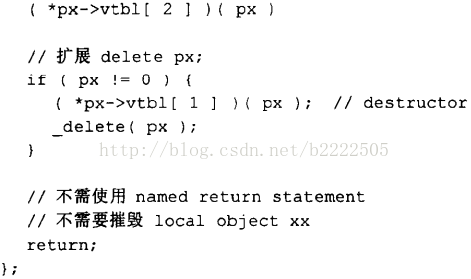 ( *px->vtbl[ 2 ] )( px )
// 扩展 delete px;
if ( px != 0 ) {
( *px->vtbl[ 1 ] )( px );  // destructor
_delete( px );
}
http://blog.csdn.net/b2222505
// 不需使用 named return statement
// 不需要摧毁 local object xx
return;
};